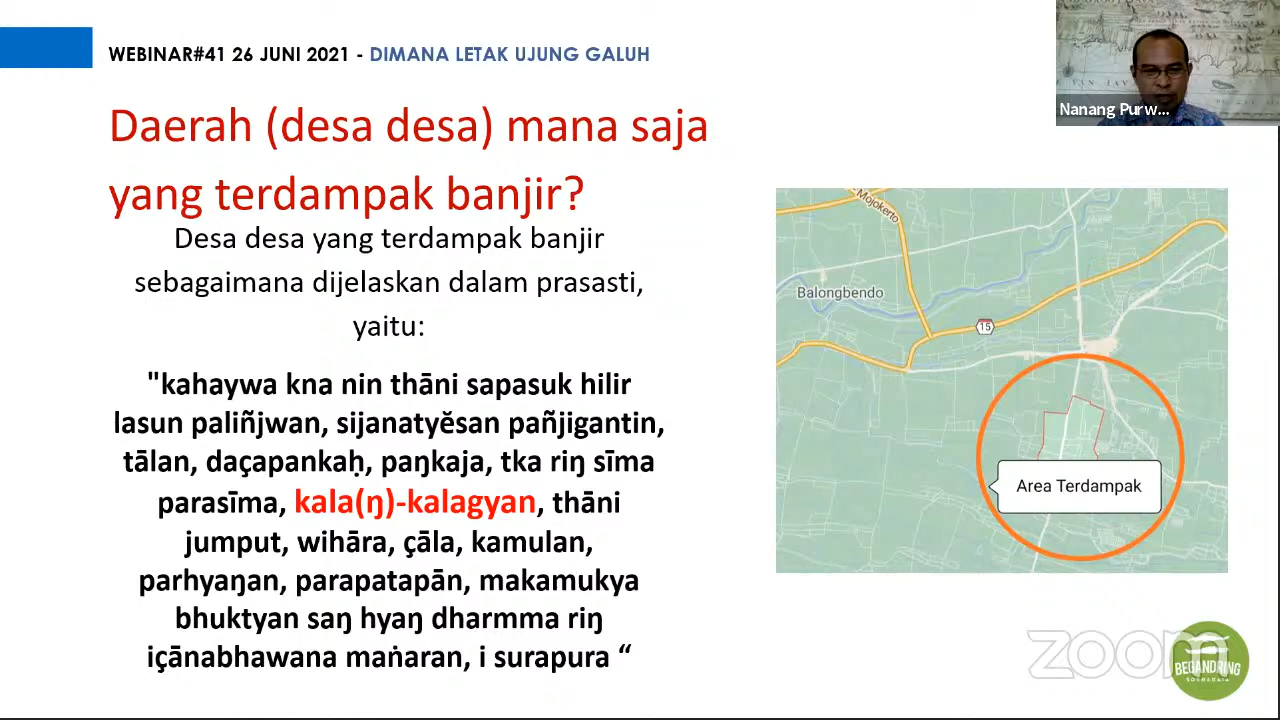 WEBINAR#41 26 JUNI 2021 - DIMANA LETAK UJUNG GALUH
Nanang Purw...
Daerah (desa desa) mana saja
yang terdampak banjir?
Desa desa yang terdampak banjir
sebagaimana dijelaskan dalam prasasti,
yaitu:
"kahaywa kna nin thāni sapasuk hilir
lasun paliñjwan, sijanatyĕsan pañjigantin,
tālan, daçapankaḥ, paŋkaja, tka riŋ sīma
parasīma, kala(ŋ)-kalagyan, thāni
jumput, wihāra, çāla, kamulan,
parhyaŋan, parapatapān, makamukya
bhuktyan saŋ hyaŋ dharmma riŋ
içānabhawana maṅaran, i surapura “
Mojokerto
Balongbendo
15
Area Terdampak
zoom
BEGANDRING
SOERABAIA